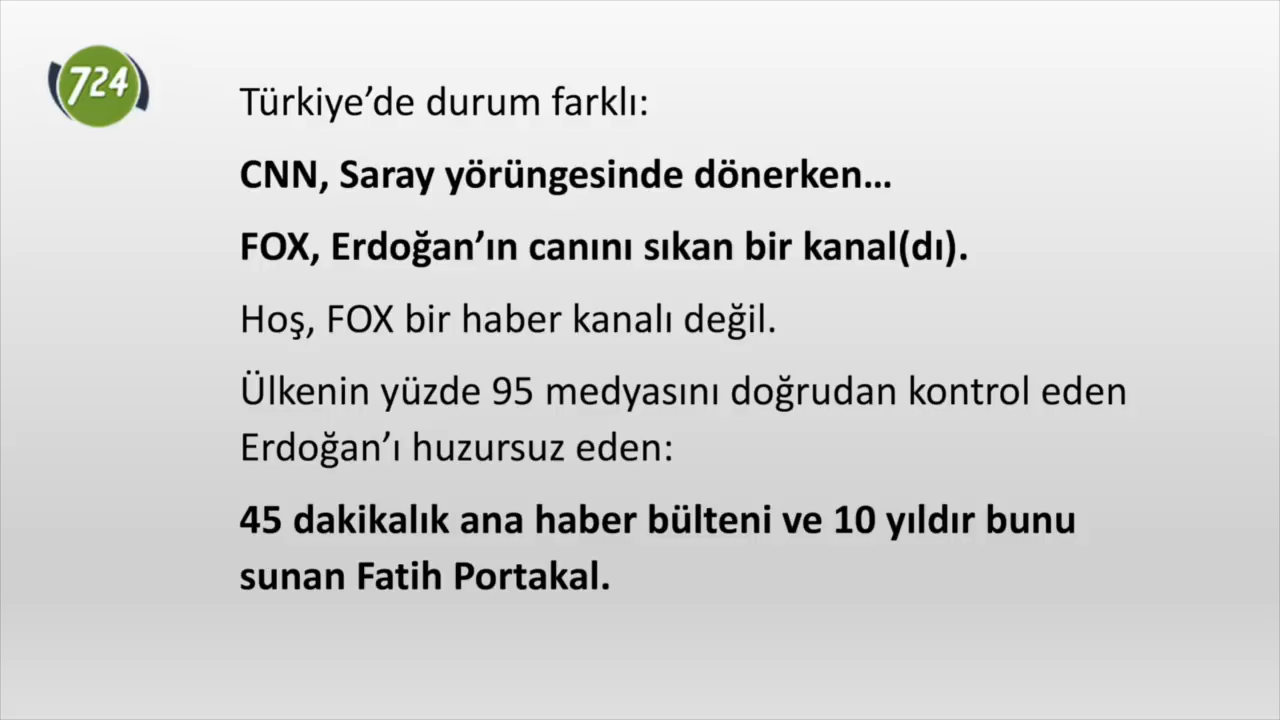 724
Türkiye’de durum farklı:
CNN, Saray yörüngesinde dönerken…
FOX, Erdoğan’ın canını sıkan bir kanal(dı).
Hoş, FOX bir haber kanalı değil.
Ülkenin yüzde 95 medyasını doğrudan kontrol eden
Erdoğan’ı huzursuz eden:
45 dakikalık ana haber bülteni ve 10 yıldır bunu
sunan Fatih Portakal.